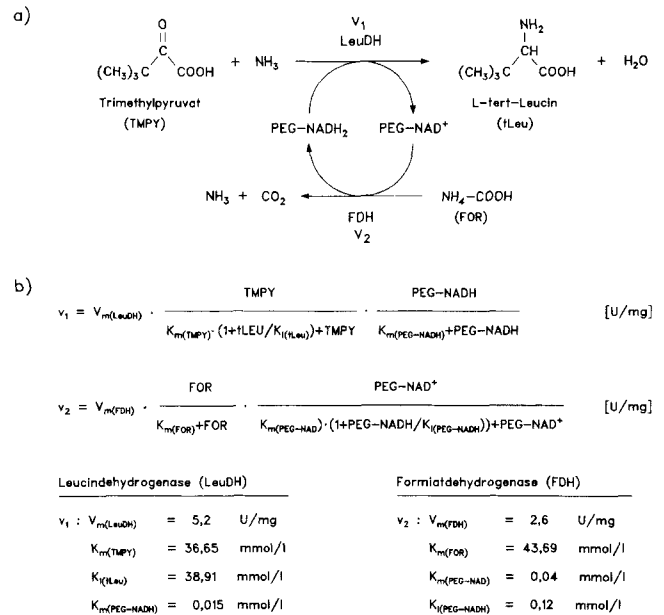 a)
O
C
(CH₃)₃ C COOH + NH₃
Trimethylpyruvat
(TMPY)
V₁
LeuDH
NH₂
CH
(CH₃)₃ C COOH + H₂O
L-tert-Leucin
(tLeu)
PEG-NADH₂ PEG-NAD⁺
NH₃ + CO₂ NH₄-COOH
(FOR)
FDH
V₂
b)
TMPY PEG-NADH
v₁ = Vₘ(LeuDH) · ──── · ──── [U/mg]
Kₘ(TMPY)·(1+tLEU/Kᵢ(tLeu))+TMPY Kₘ(PEG-NADH)+PEG-NADH
FOR PEG-NAD⁺
v₂ = Vₘ(FDH) · ──── · ──── [U/mg]
Kₘ(FOR)+FOR Kₘ(PEG-NAD)·(1+PEG-NADH/Kᵢ(PEG-NADH))+PEG-NAD⁺
Leucindehydrogenase (LeuDH) Formiatdehydrogenase (FDH)
v₁ : Vₘ(LeuDH) = 5,2 U/mg v₂ : Vₘ(FDH) = 2,6 U/mg
Kₘ(TMPY) = 36,65 mmol/l Kₘ(FOR) = 43,69 mmol/l
Kᵢ(tLeu) = 38,91 mmol/l Kₘ(PEG-NAD) = 0,04 mmol/l
Kₘ(PEG-NADH) = 0,015 mmol/l Kᵢ(PEG-NADH) = 0,12 mmol/l